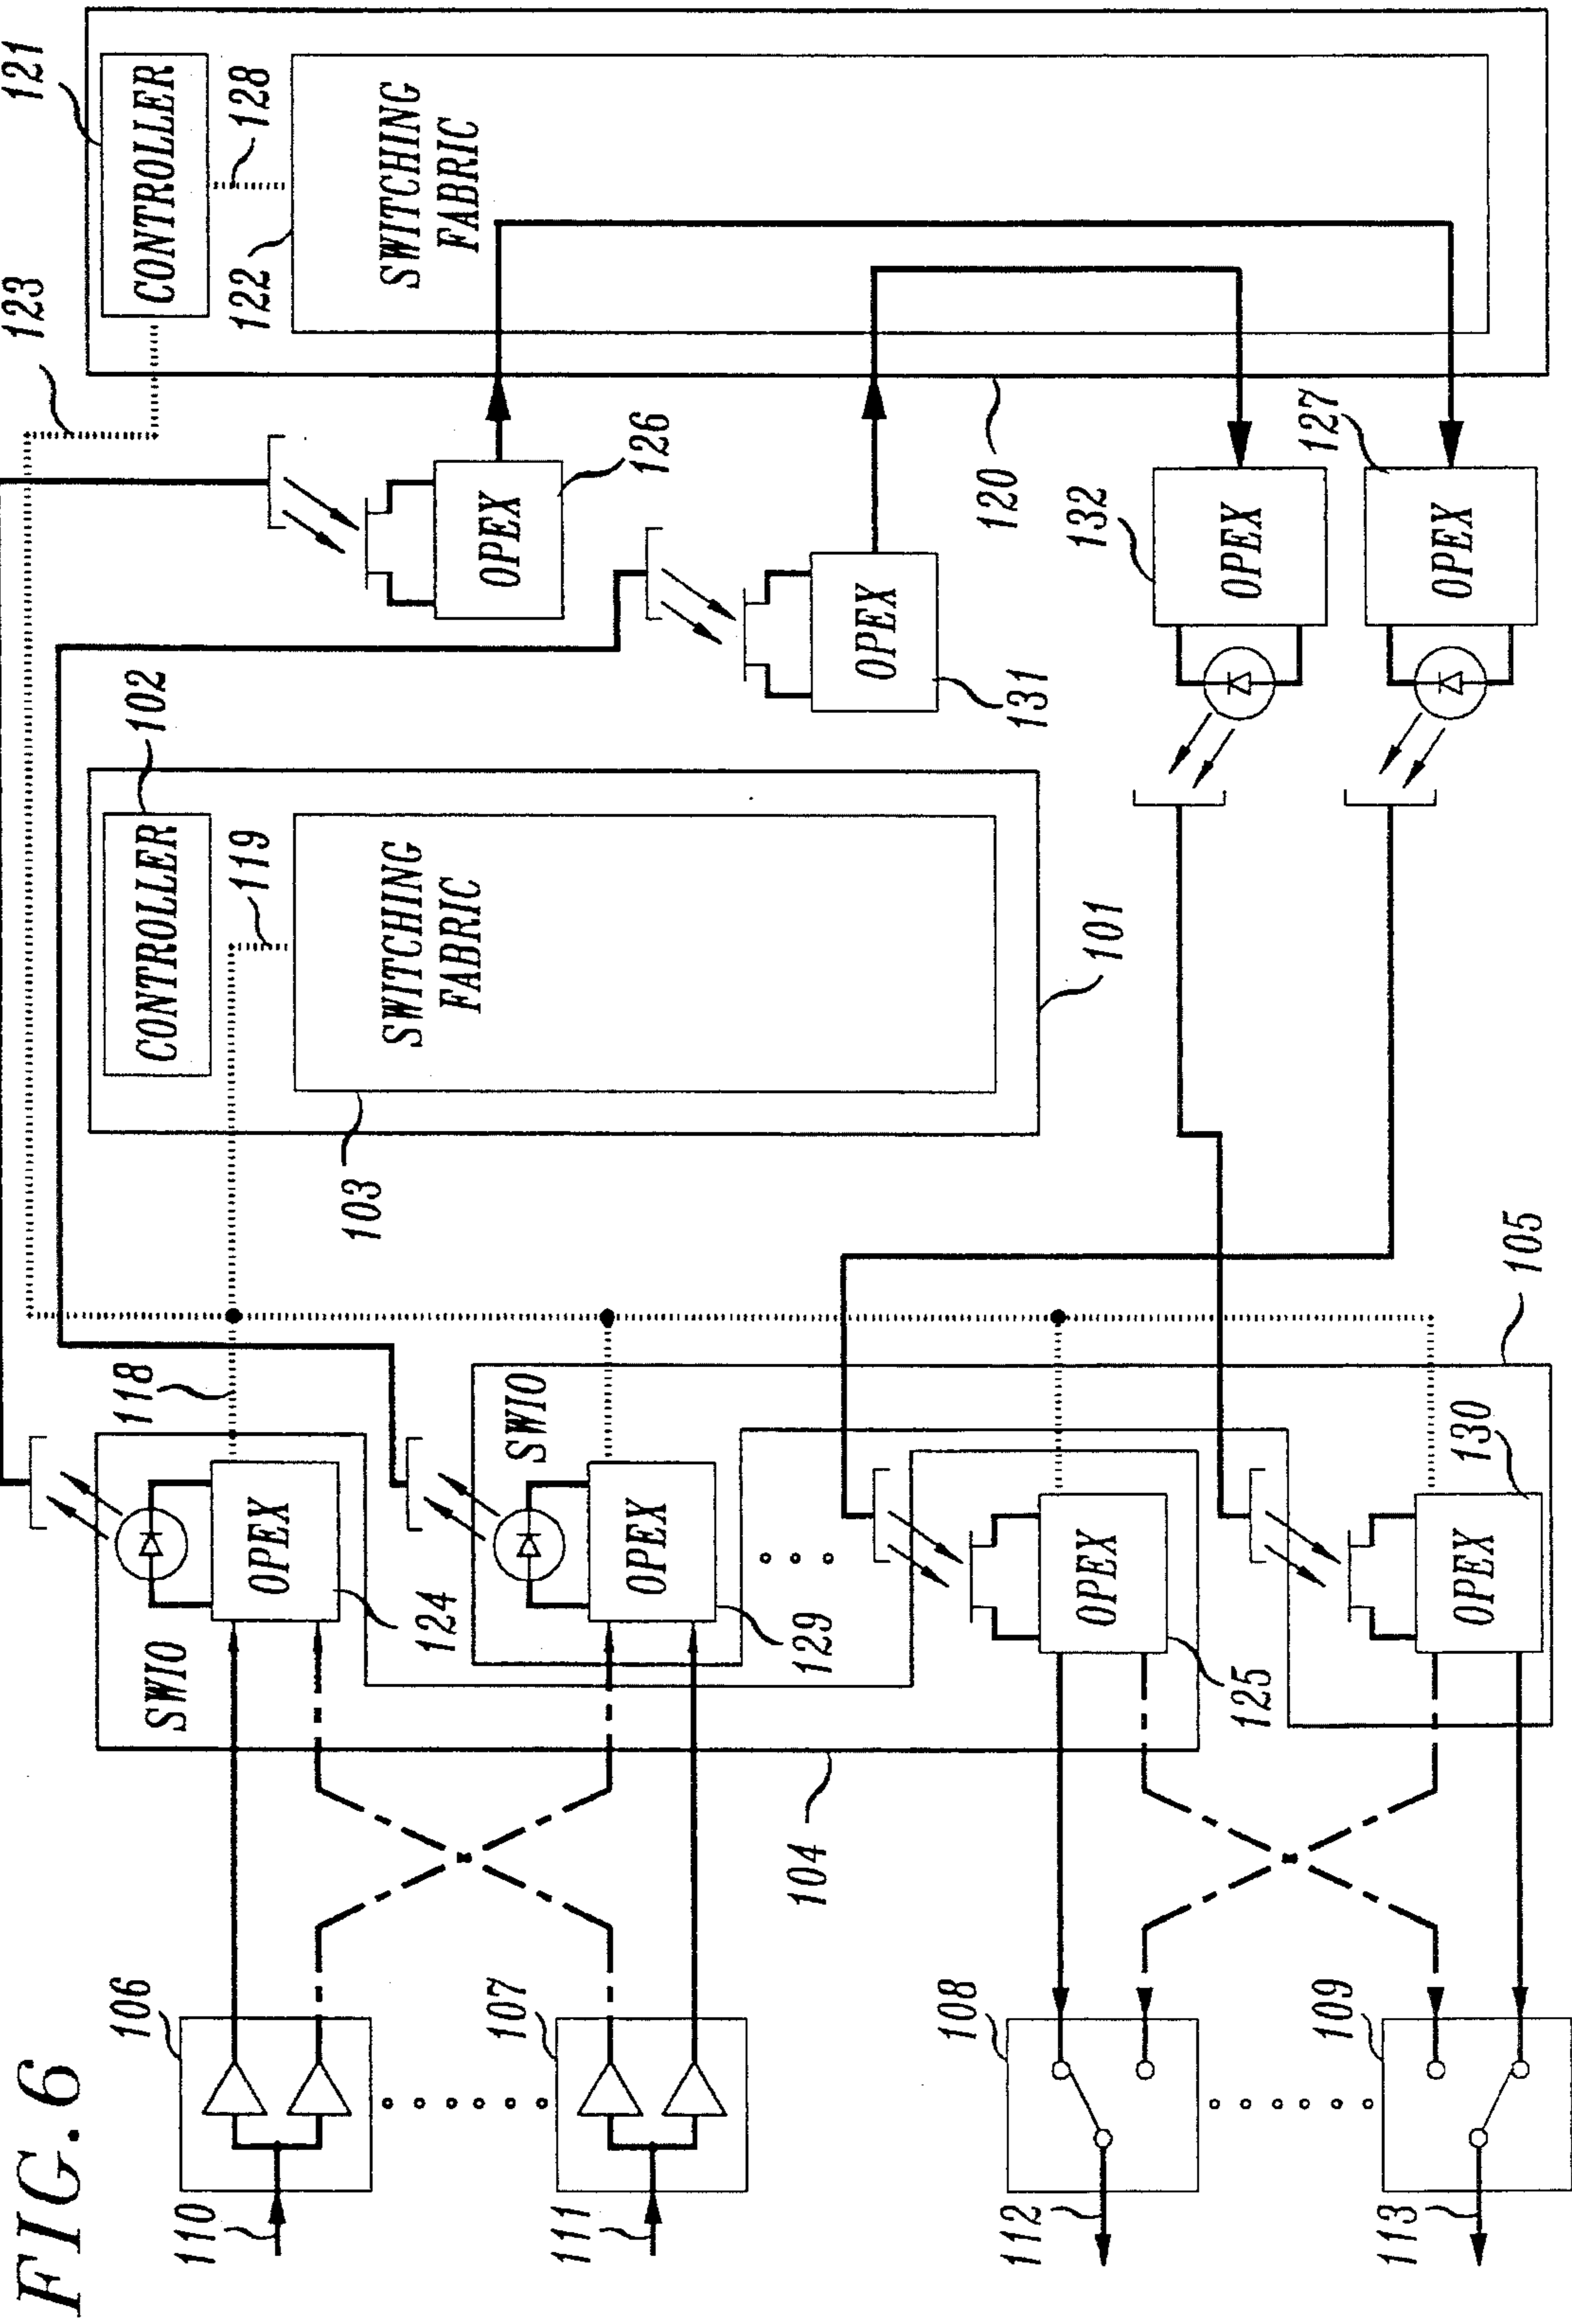 FIG. 6
110
106
111
107
112
108
113
109
SWIO
OPEX
124
118
SWIO
OPEX
129
104
OPEX
125
OPEX
130
105
CONTROLLER
102
119
SWITCHING
FABRIC
103
101
123
OPEX
126
OPEX
131
OPEX
132
OPEX
127
120
CONTROLLER
121
128
122
SWITCHING
FABRIC